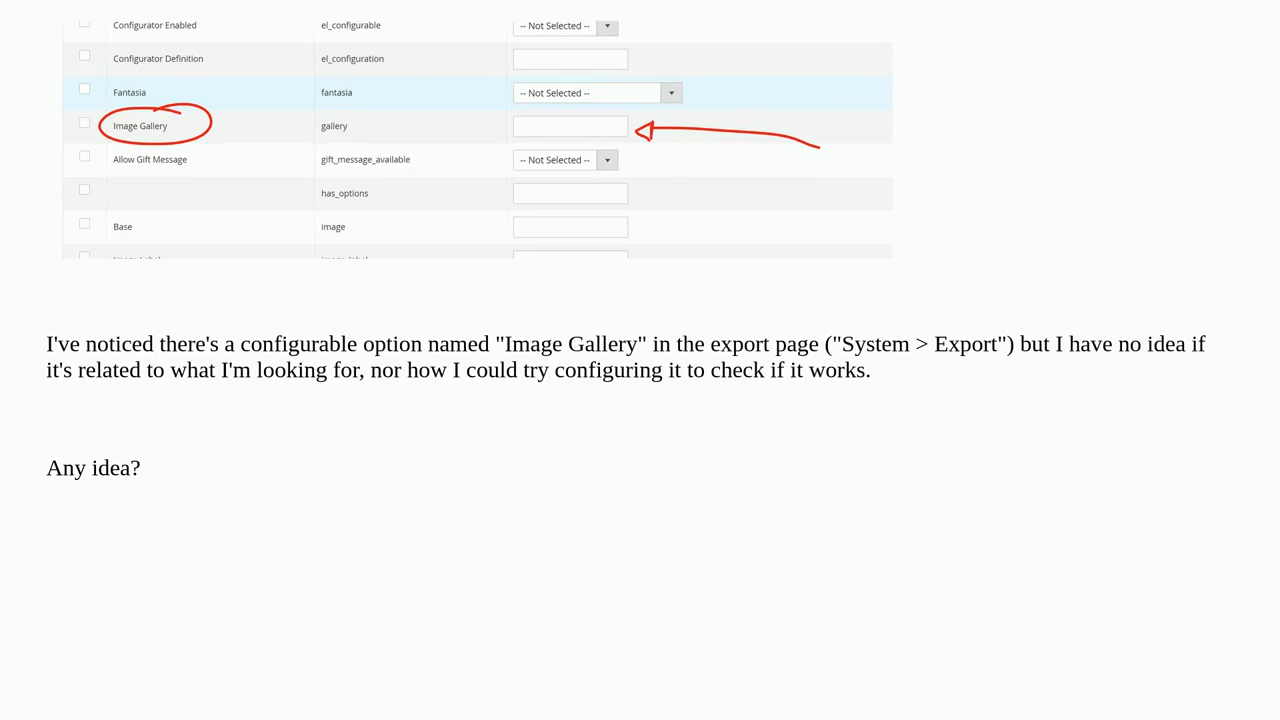 Configurator Enabled el_configurable -- Not Selected --
Configurator Definition el_configuration
Fantasia fantasia -- Not Selected --
Image Gallery gallery
Allow Gift Message gift_message_available -- Not Selected --
has_options
Base image
I've noticed there's a configurable option named "Image Gallery" in the export page ("System > Export") but I have no idea if
it's related to what I'm looking for, nor how I could try configuring it to check if it works.
Any idea?